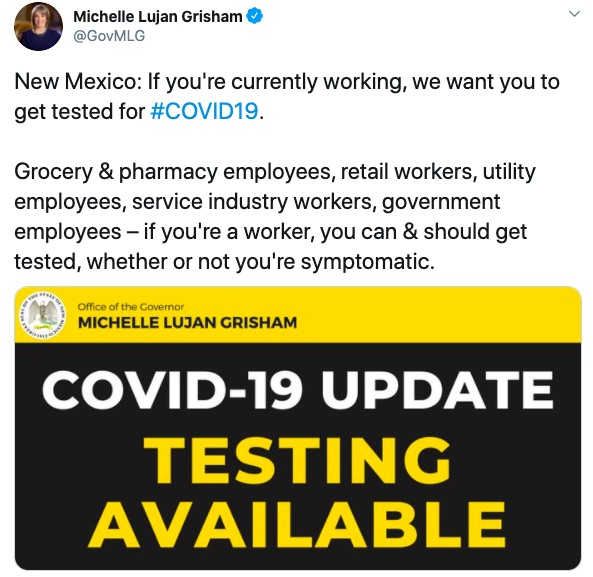 Michelle Lujan Grisham
@GovMLG
New Mexico: If you're currently working, we want you to
get tested for #COVID19.
Grocery & pharmacy employees, retail workers, utility
employees, service industry workers, government
employees – if you're a worker, you can & should get
tested, whether or not you're symptomatic.
Office of the Governor
MICHELLE LUJAN GRISHAM
COVID-19 UPDATE
TESTING
AVAILABLE